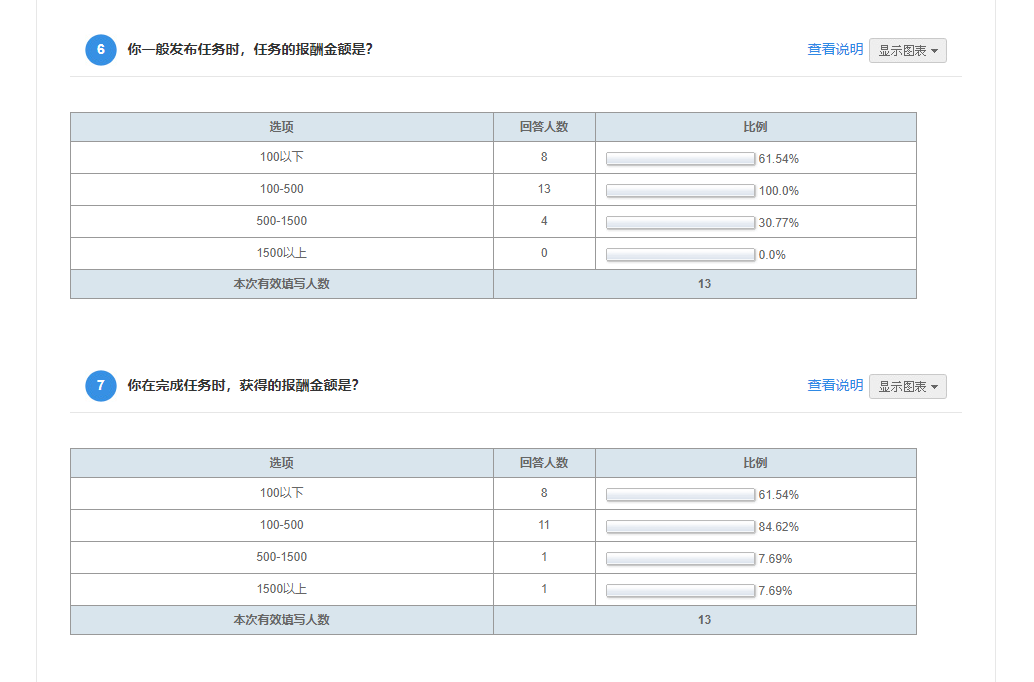 6 你一般发布任务时，任务的报酬金额是? 查看说明 显示图表
选项 回答人数 比例
100以下 8 61.54%
100-500 13 100.0%
500-1500 4 30.77%
1500以上 0 0.0%
本次有效填写人数 13
7 你在完成任务时，获得的报酬金额是? 查看说明 显示图表
选项 回答人数 比例
100以下 8 61.54%
100-500 11 84.62%
500-1500 1 7.69%
1500以上 1 7.69%
本次有效填写人数 13